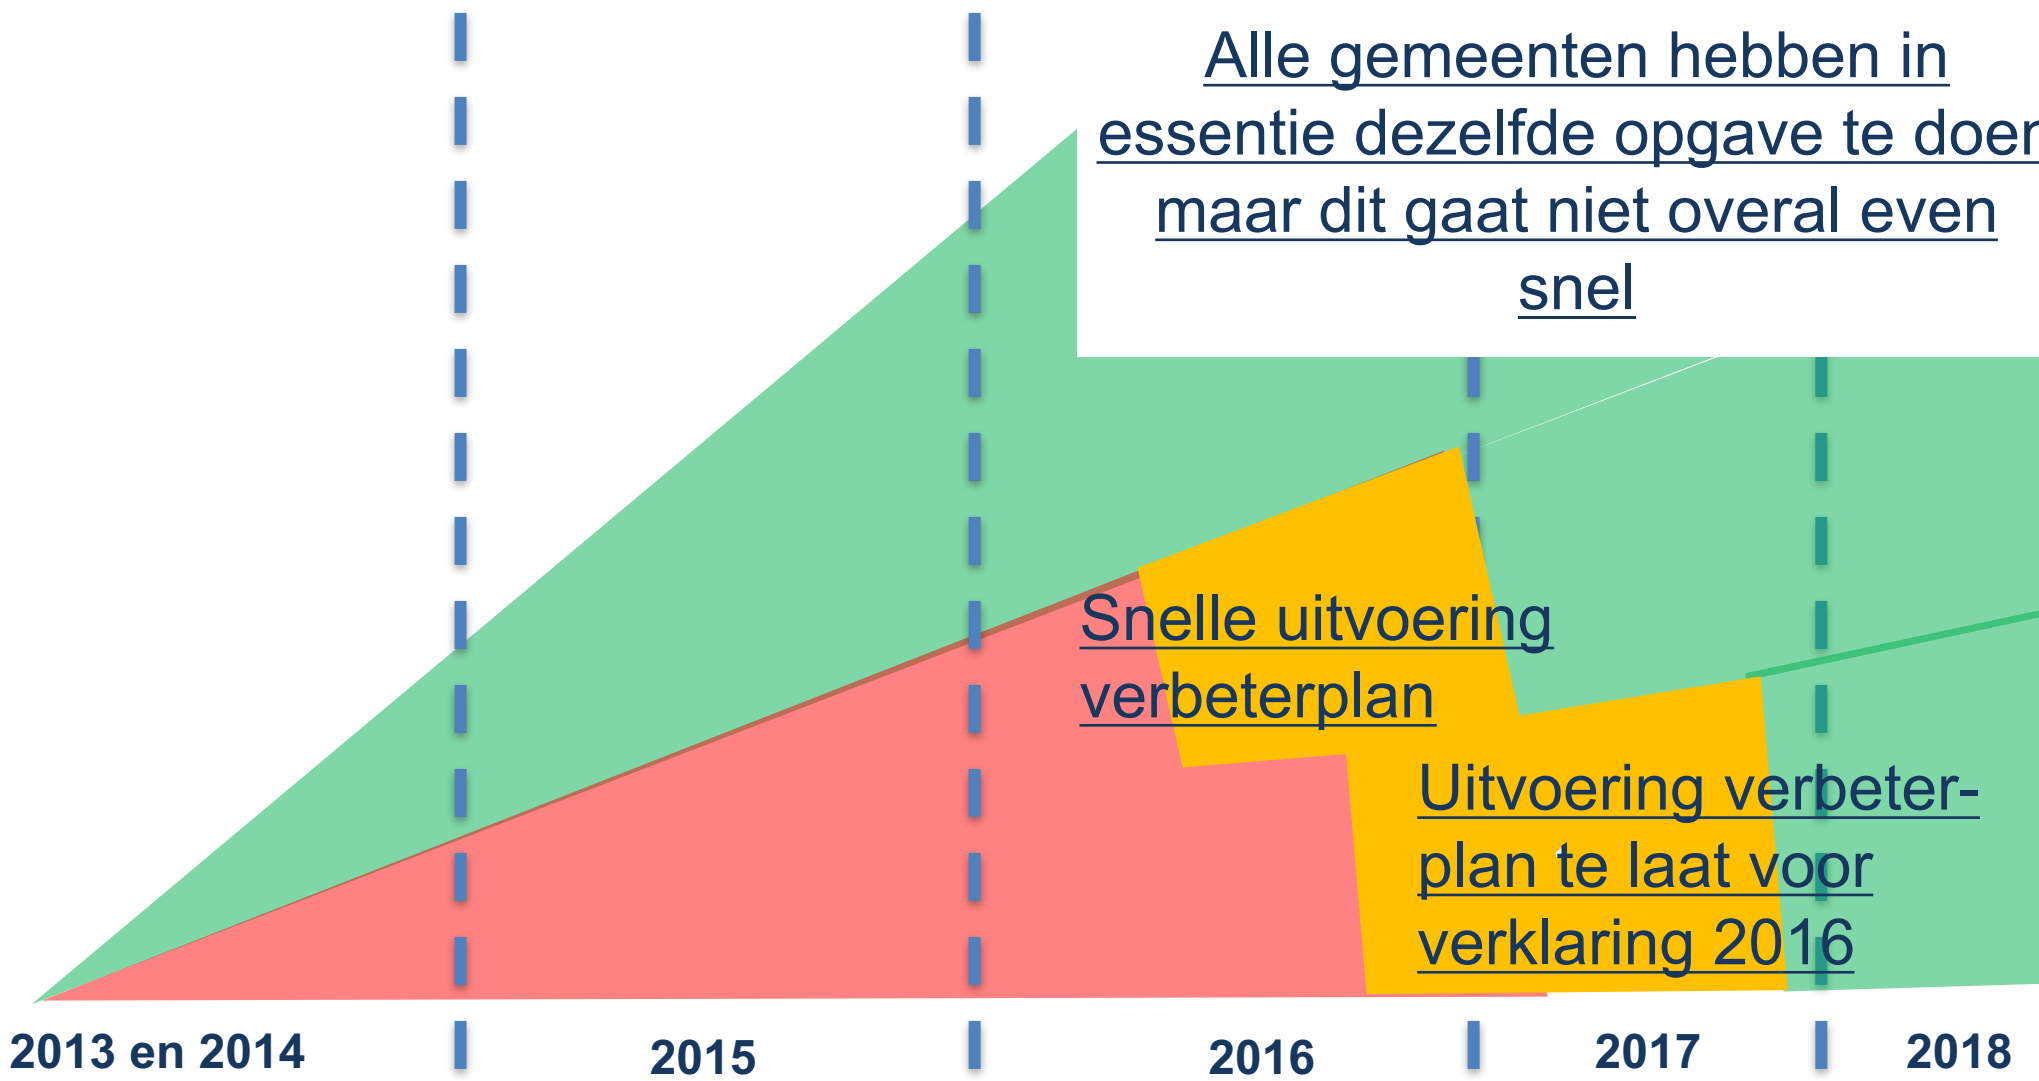 Alle gemeenten hebben in
essentie dezelfde opgave te doen
maar dit gaat niet overal even
snel
Snelle uitvoering
verbeterplan
Uitvoering verbeter-
plan te laat voor
verklaring 2016
2013 en 2014
2015
2016
2017
2018